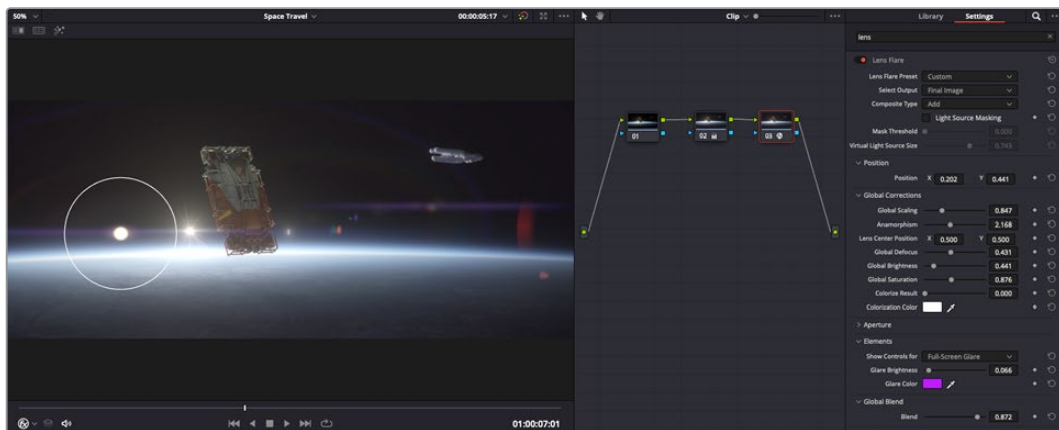 50% Space Travel 00:00:05:17 Clip Library Settings
lens
Lens Flare
Lens Flare Preset Custom
Select Output Final Image
Composite Type Add
Light Source Masking
Mask Threshold 0.000
Virtual Light Source Size 0.743
Position
Position X 0.202 Y 0.441
Global Corrections
Global Scaling 0.847
Anamorphism 2.168
Lens Center Position X 0.500 Y 0.500
Global Defocus 0.431
Global Brightness 0.441
Global Saturation 0.876
Colorize Result 0.000
Colorization Color
Aperture
Elements
Show Controls for Full-Screen Glare
Glare Brightness 0.066
Glare Color
Global Blend
Blend 0.872
01 02 03
01:00:07:01